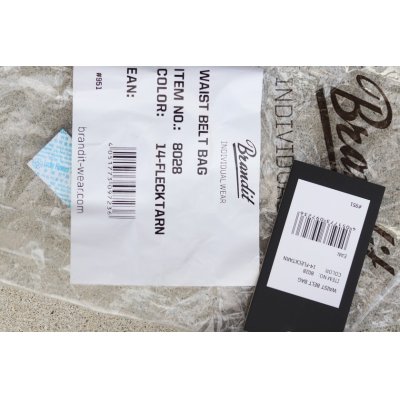 Brandit
INDIVIDUAL WEAR
WAIST BELT BAG
ITEM NO.: 8028
COLOR: 14-FLECKTARN
EAN:
4051773097236
#951
brandit-wear.com
Brandit
INDIVIDUAL
WAIST BELT BAG
ITEM NO. 8028
COLOR 14-FLECKTARN
EAN:
#951